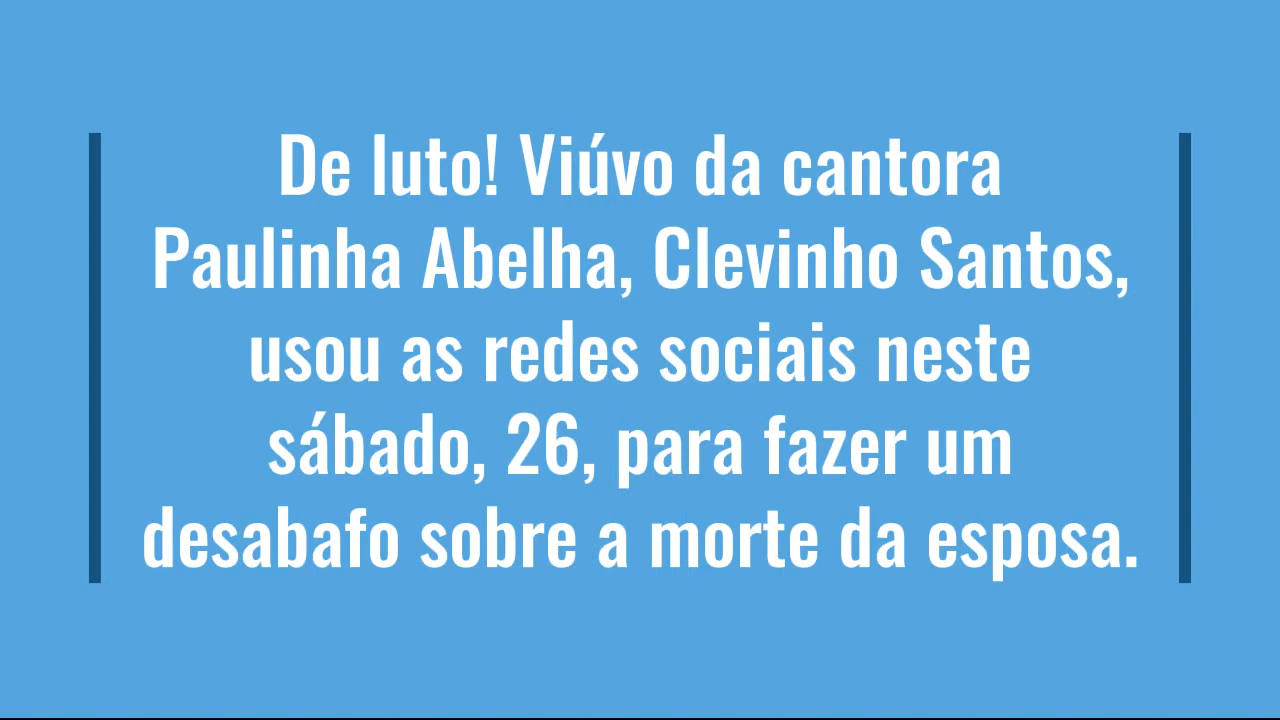 De luto! Viúvo da cantora
Paulinha Abelha, Clevinho Santos,
usou as redes sociais neste
sábado, 26, para fazer um
desabafo sobre a morte da esposa.